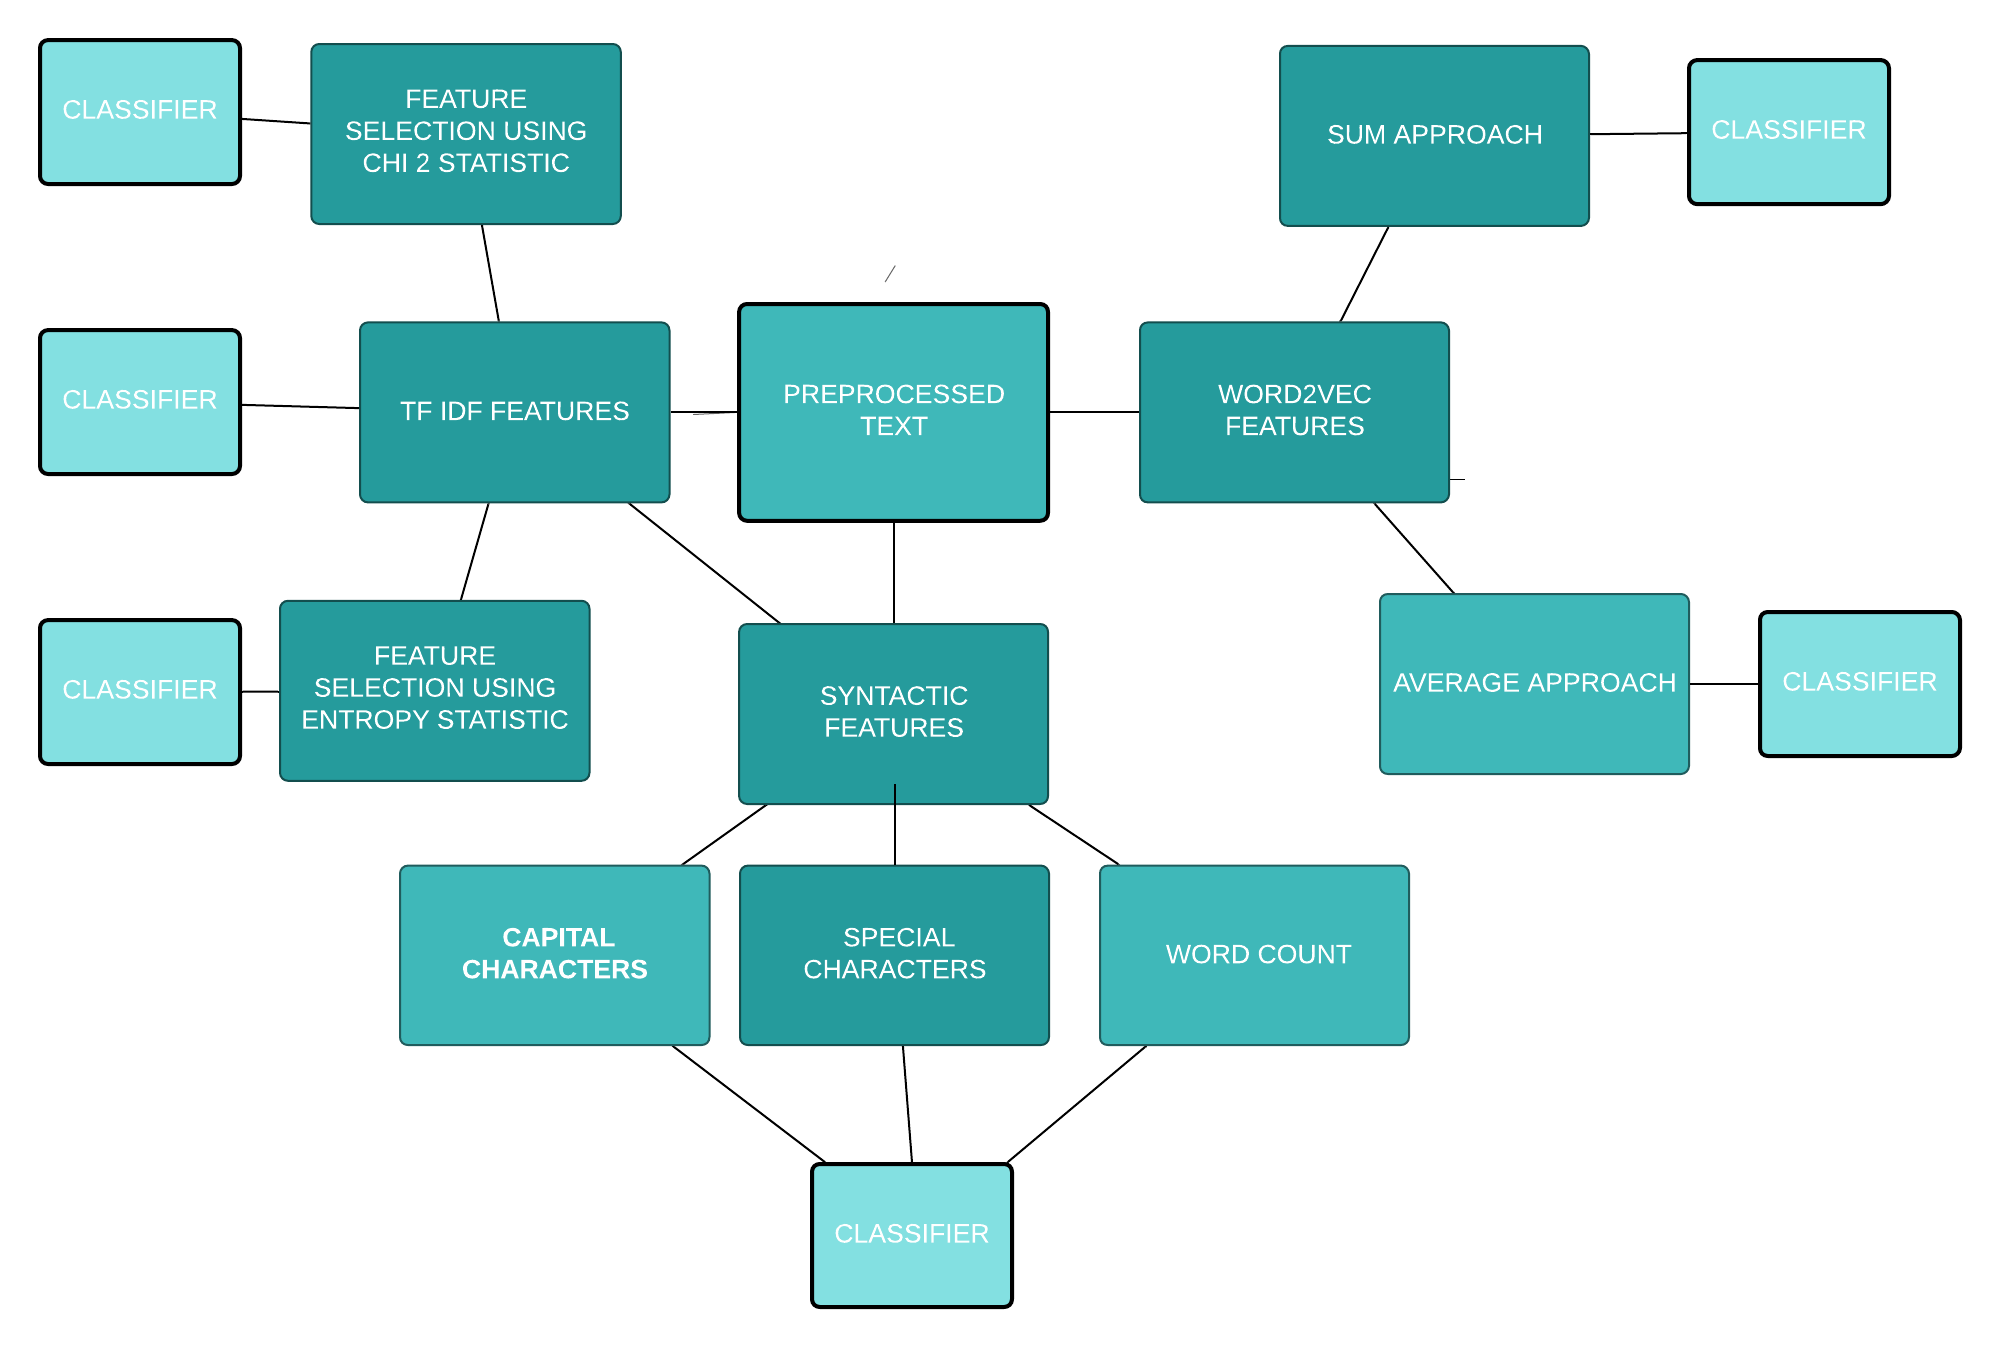 CLASSIFIER
FEATURE
SELECTION USING
CHI 2 STATISTIC
SUM APPROACH
CLASSIFIER
CLASSIFIER
TF IDF FEATURES
PREPROCESSED
TEXT
WORD2VEC
FEATURES
CLASSIFIER
FEATURE
SELECTION USING
ENTROPY STATISTIC
SYNTACTIC
FEATURES
AVERAGE APPROACH
CLASSIFIER
CAPITAL
CHARACTERS
SPECIAL
CHARACTERS
WORD COUNT
CLASSIFIER